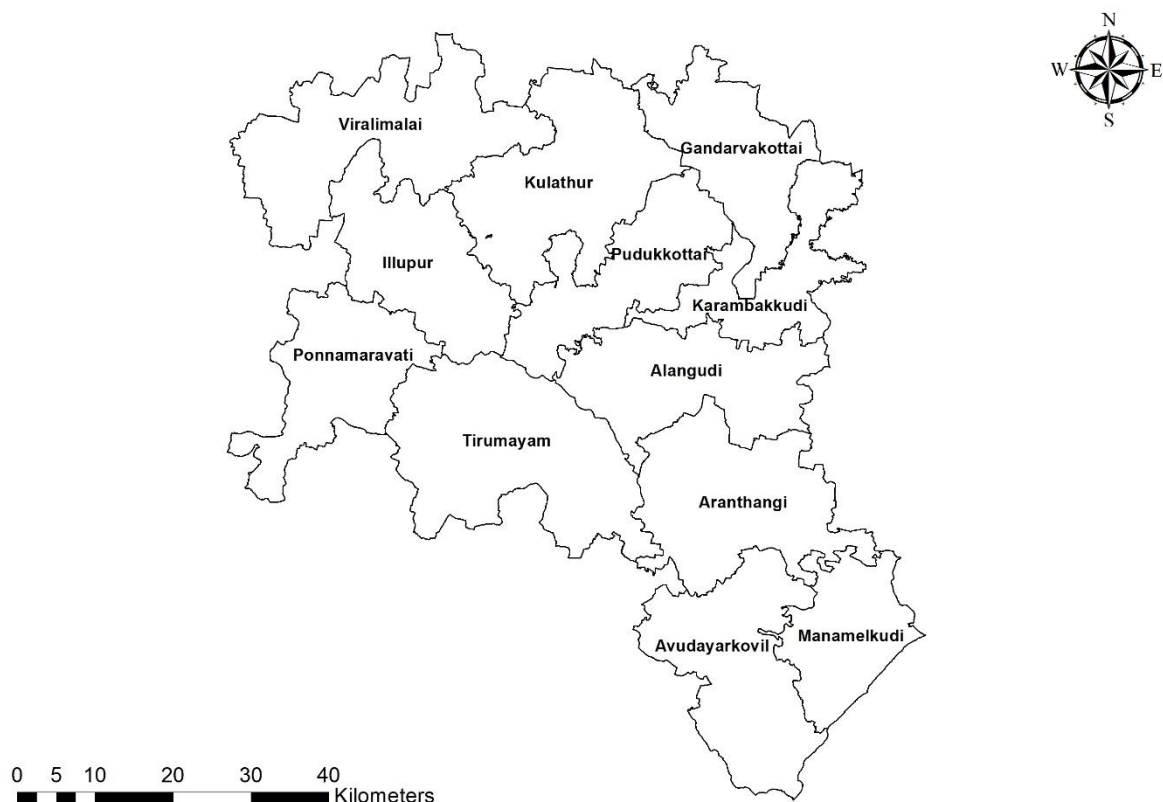 N
W E
S
Viralimalai
Gandarvakottai
Kulathur
Pudukkottai
Illupur
Karambakkudi
Ponnamaravati
Alangudi
Tirumayam
Aranthangi
Manamelkudi
Avudayarkovil
0 5 10 20 30 40
Kilometers